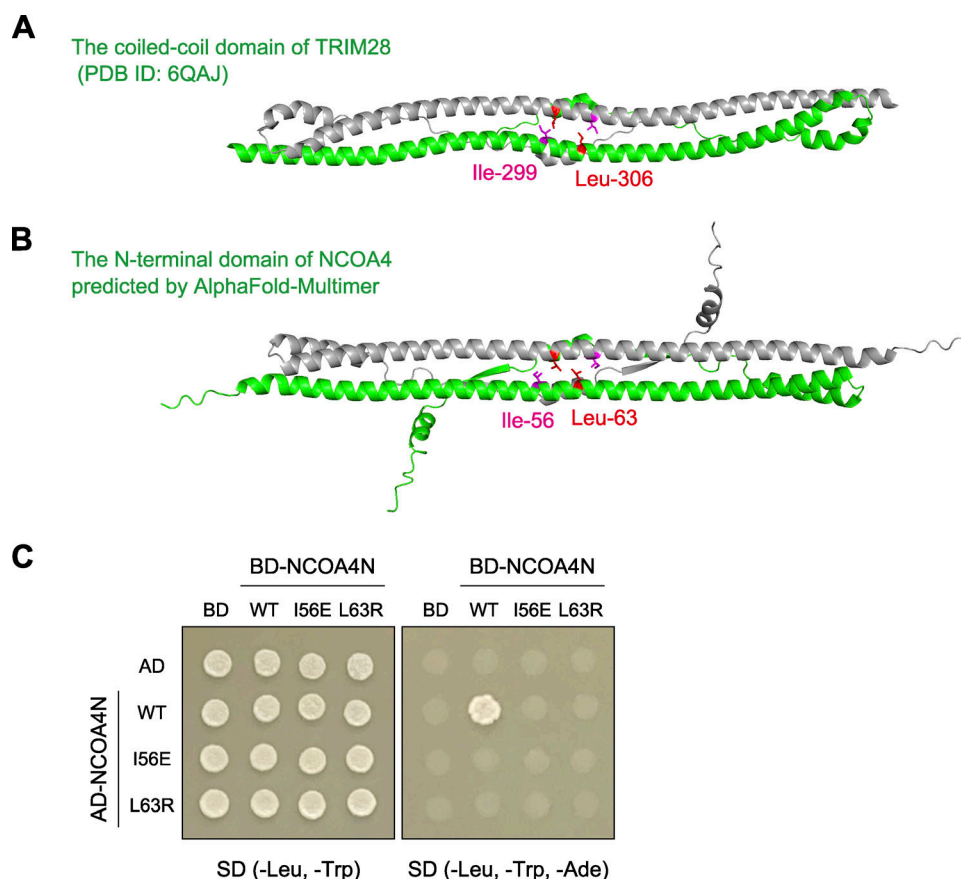 A
The coiled-coil domain of TRIM28
(PDB ID: 6QAJ)
Ile-299
Leu-306
B
The N-terminal domain of NCOA4
predicted by AlphaFold-Multimer
Ile-56
Leu-63
C
BD-NCOA4N
BD-NCOA4N
BD WT I56E L63R
BD WT I56E L63R
AD-NCOA4N
AD
WT
I56E
L63R
SD (-Leu, -Trp)
SD (-Leu, -Trp, -Ade)